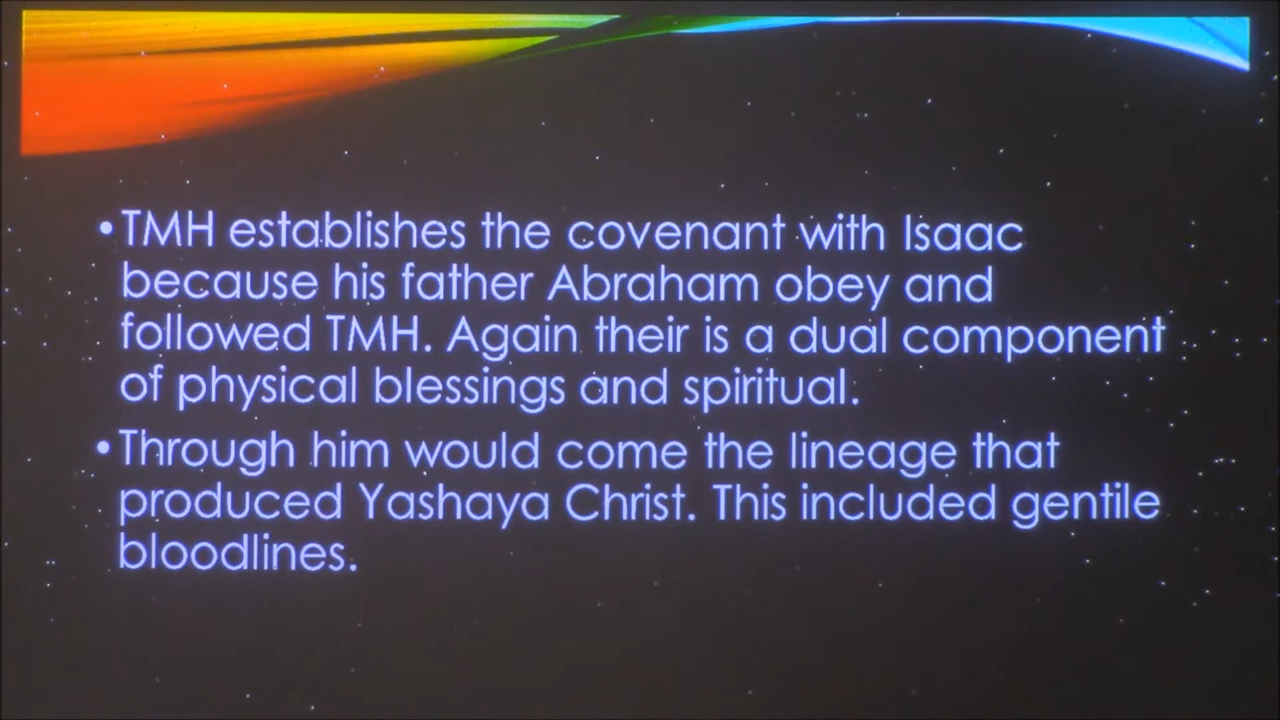 •TMH establishes the covenant with Isaac
because his father Abraham obey and
followed TMH. Again their is a dual component
of physical blessings and spiritual.
•Through him would come the lineage that
produced Yashaya Christ. This included gentile
bloodlines.